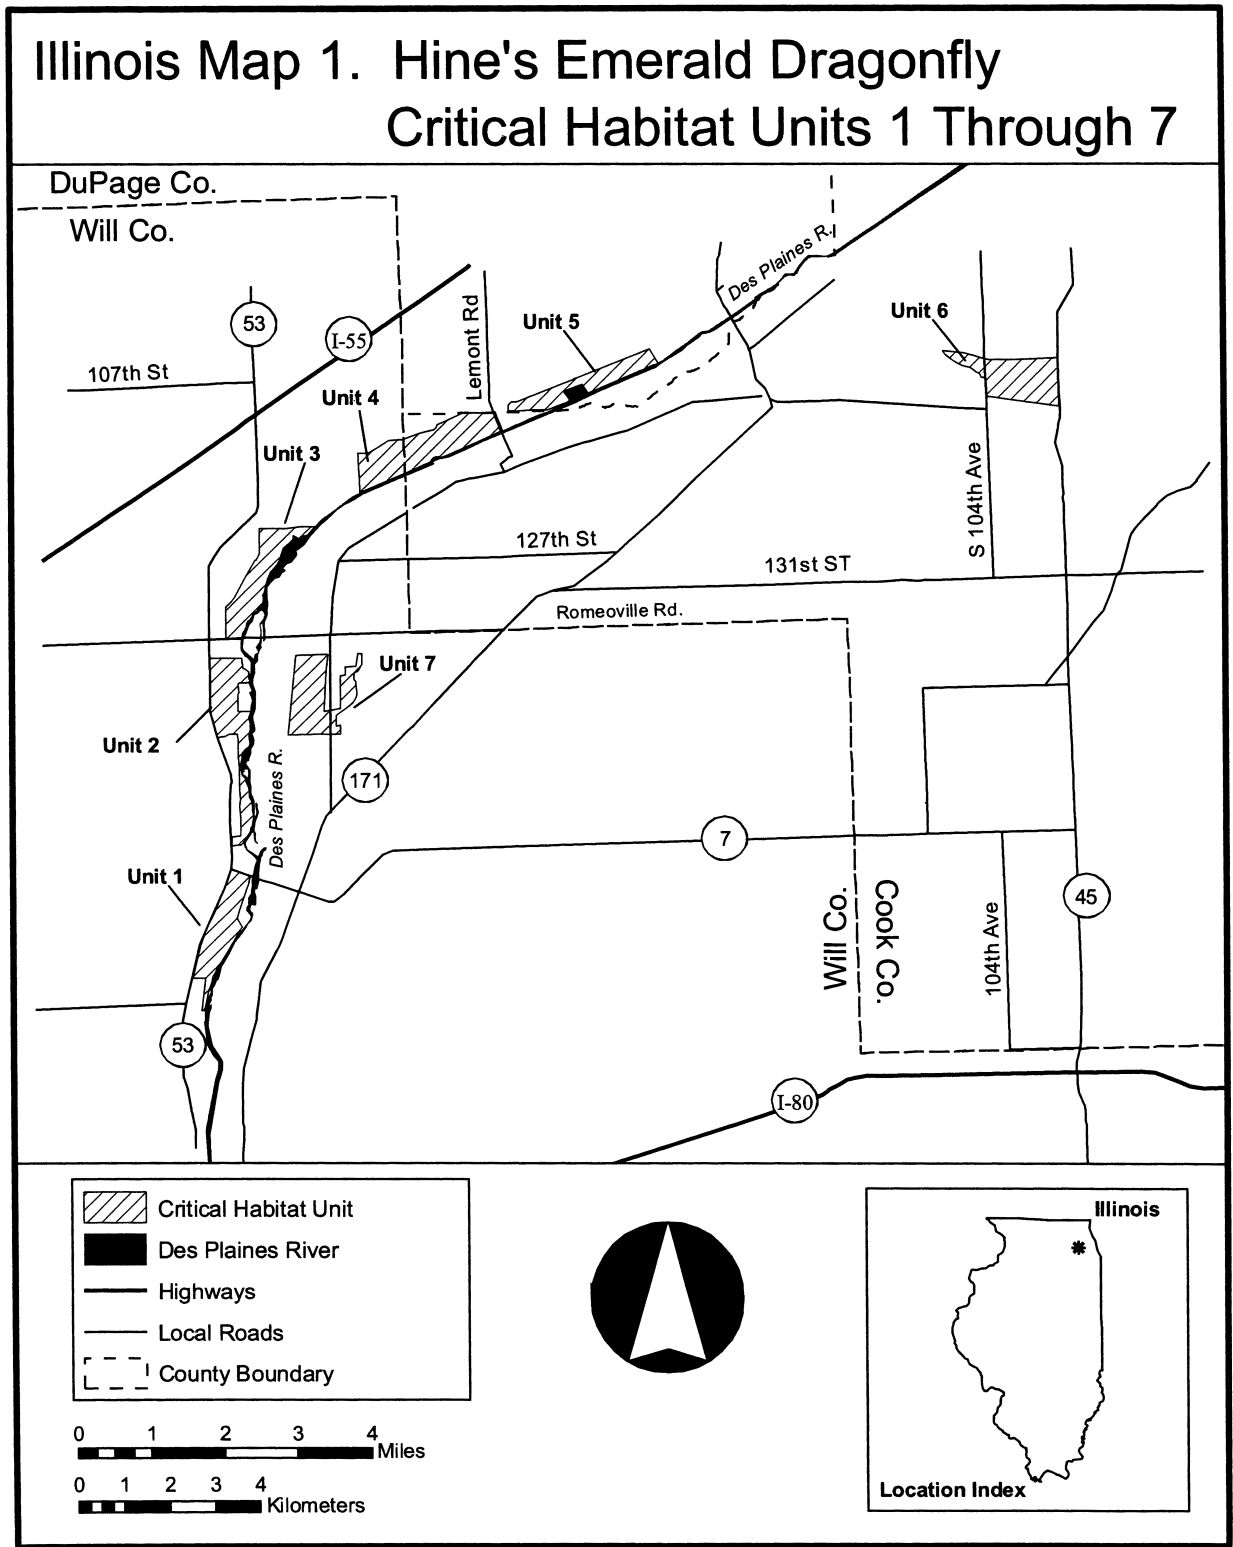 Illinois Map 1. Hine's Emerald Dragonfly
Critical Habitat Units 1 Through 7
DuPage Co.
Will Co.
Des Plaines R.
53
I-55
Lemont Rd
Unit 5
Unit 6
107th St
Unit 4
Unit 3
S 104th Ave
127th St
131st ST
Romeoville Rd.
Unit 7
Unit 2
Des Plaines R.
171
7
Unit 1
Will Co.
Cook Co.
104th Ave
45
53
I-80
Critical Habitat Unit
Des Plaines River
Highways
Local Roads
County Boundary
0 1 2 3 4
Miles
0 1 2 3 4
Kilometers
Illinois
Location Index